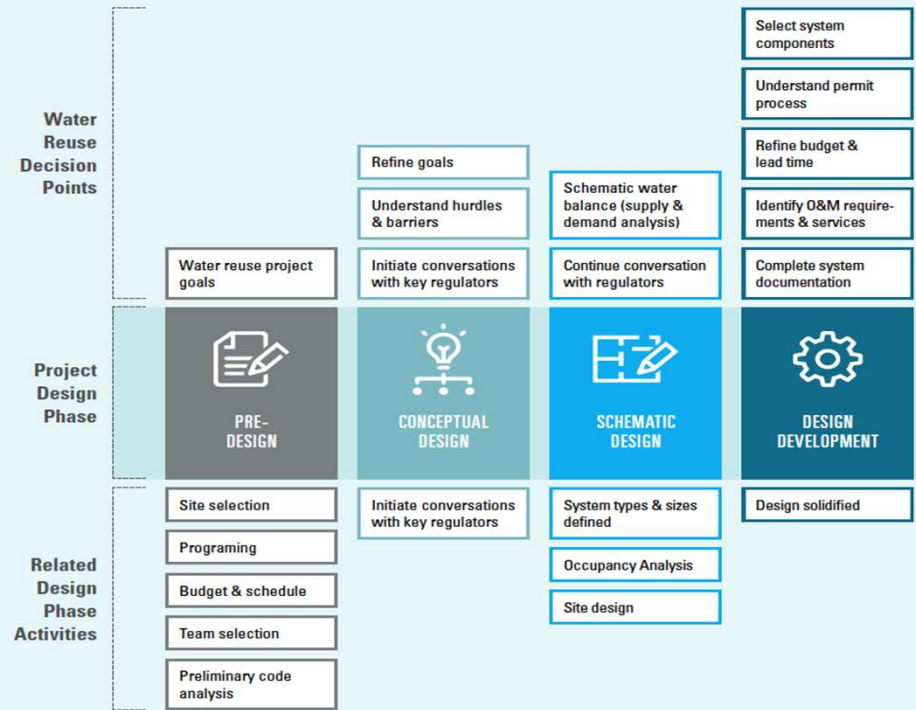 Water
Reuse
Decision
Points
Water reuse project
goals
Refine goals
Understand hurdles
& barriers
Initiate conversations
with key regulators
Schematic water
balance (supply &
demand analysis)
Continue conversation
with regulators
Select system
components
Understand permit
process
Refine budget &
lead time
Identify O&M require-
ments & services
Complete system
documentation
Project
Design
Phase
PRE-
DESIGN
CONCEPTUAL
DESIGN
SCHEMATIC
DESIGN
DESIGN
DEVELOPMENT
Related
Design
Phase
Activities
Site selection
Programing
Budget & schedule
Team selection
Preliminary code
analysis
Initiate conversations
with key regulators
System types & sizes
defined
Occupancy Analysis
Site design
Design solidified